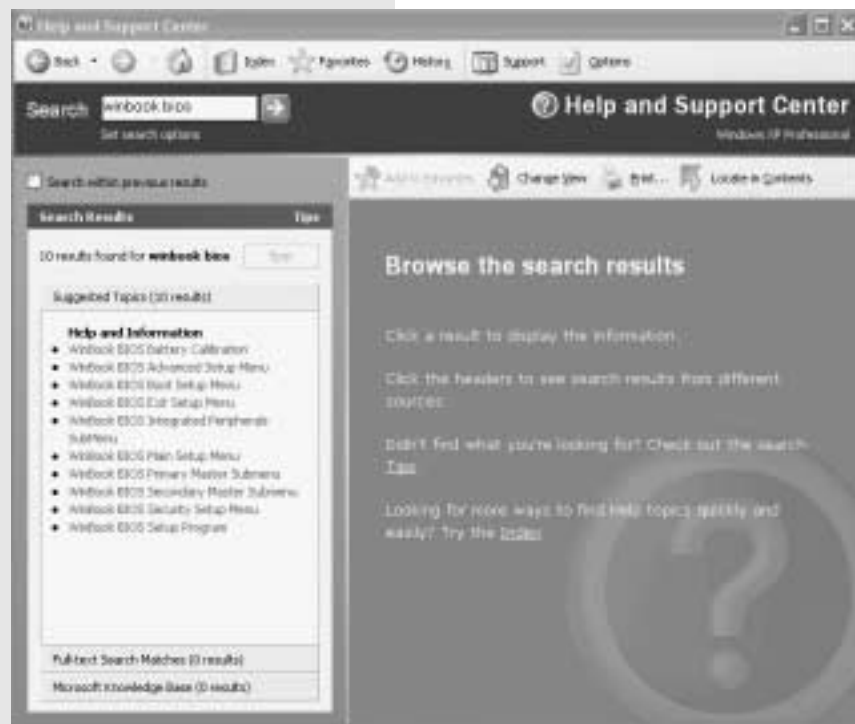 Help and Support Center
Back Index Favorites History Support Options
Search winbook bios
Set search options
Help and Support Center
Windows XP Professional
Search within previous results
Add to Favorites Change View Print... Locate in Contents
Search Results Tips
10 results found for winbook bios
Suggested Topics (10 results)
Help and Information
WinBook BIOS Battery Calibration
WinBook BIOS Advanced Setup Menu
WinBook BIOS Boot Setup Menu
WinBook BIOS Exit Setup Menu
WinBook BIOS Integrated Peripherals
SubMenu
WinBook BIOS Main Setup Menu
WinBook BIOS Primary Master Submenu
WinBook BIOS Secondary Master Submenu
WinBook BIOS Security Setup Menu
WinBook BIOS Setup Program
Full-text Search Matches (0 results)
Microsoft Knowledge Base (0 results)
Browse the search results
Click a result to display the information.
Click the headers to see search results from different
sources.
Didn't find what you're looking for? Check out the search
Tips
Looking for more ways to find Help topics quickly and
easily? Try the Index